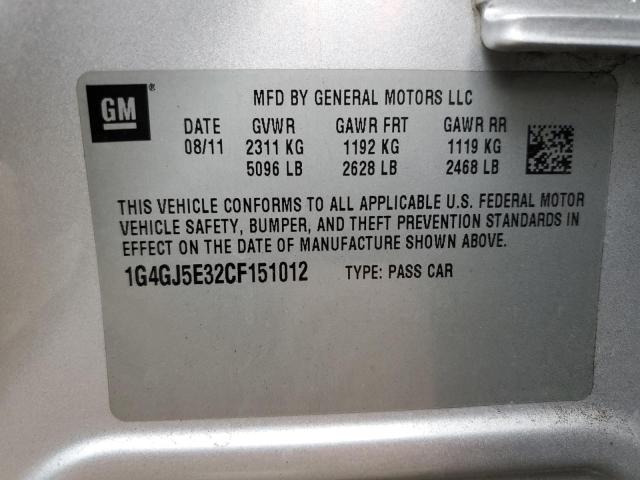 GM®
MFD BY GENERAL MOTORS LLC
DATE GVWR GAWR FRT GAWR RR
08/11 2311 KG 1192 KG 1119 KG
5096 LB 2628 LB 2468 LB
THIS VEHICLE CONFORMS TO ALL APPLICABLE U.S. FEDERAL MOTOR
VEHICLE SAFETY, BUMPER, AND THEFT PREVENTION STANDARDS IN
EFFECT ON THE DATE OF MANUFACTURE SHOWN ABOVE.
1G4GJ5E32CF151012 TYPE: PASS CAR